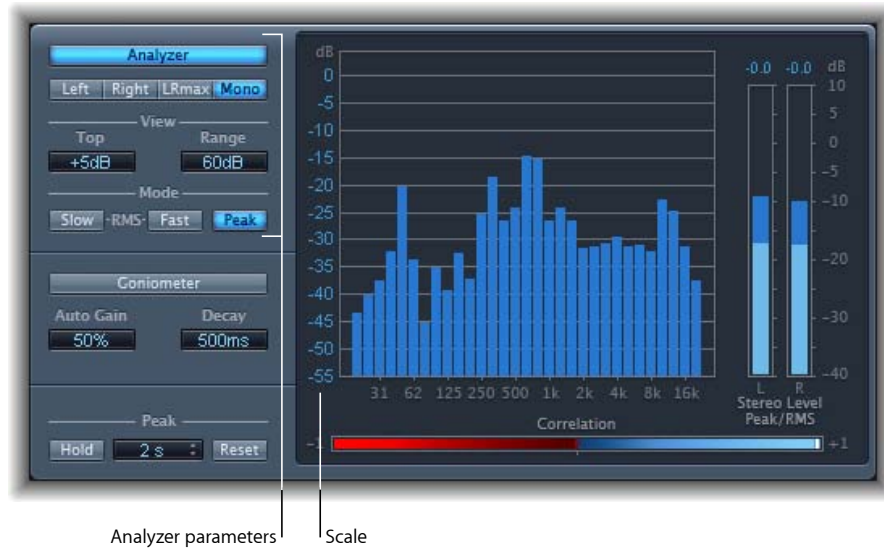 Analyzer
Left Right LRmax Mono
View
Top Range
+5dB 60dB
Mode
Slow -RMS- Fast Peak
Goniometer
Auto Gain Decay
50% 500ms
Peak
Hold 2 s Reset
dB
0
-5
-10
-15
-20
-25
-30
-35
-40
-45
-50
-55
31 62 125 250 500 1k 2k 4k 8k 16k
Correlation
-1 +1
-0.0 -0.0 dB
10
5
0
-5
-10
-20
-30
-40
L R
Stereo Level
Peak/RMS
Analyzer parameters
Scale